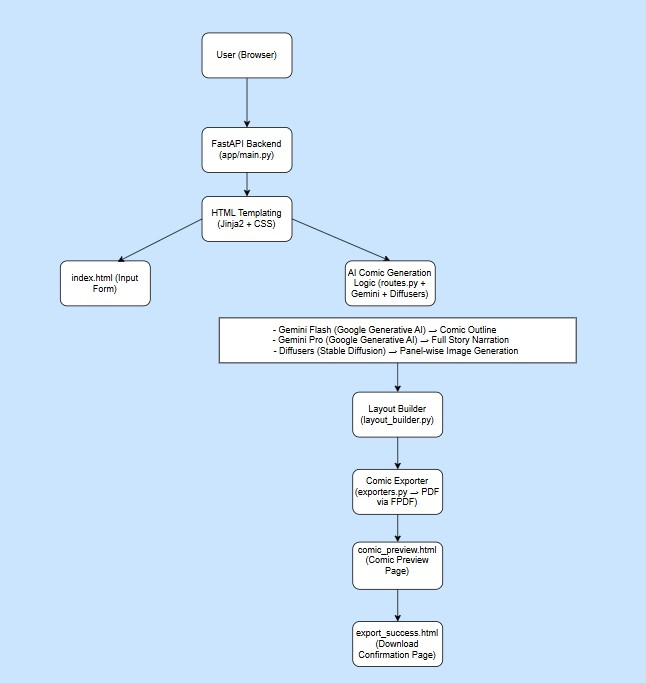 User (Browser)
FastAPI Backend
(app/main.py)
HTML Templating
(Jinja2 + CSS)
index.html (Input
Form)
AI Comic Generation
Logic (routes.py +
Gemini + Diffusers)
- Gemini Flash (Google Generative AI) → Comic Outline
- Gemini Pro (Google Generative AI) → Full Story Narration
- Diffusers (Stable Diffusion) → Panel-wise Image Generation
Layout Builder
(layout_builder.py)
Comic Exporter
(exporters.py → PDF
via FPDF)
comic_preview.html
(Comic Preview
Page)
export_success.html
(Download
Confirmation Page)